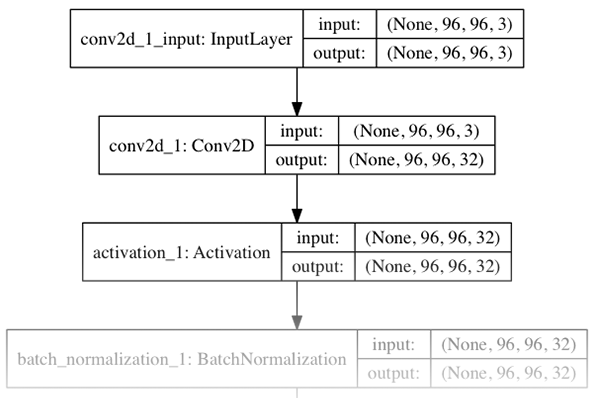 conv2d_1_input: InputLayer
input: (None, 96, 96, 3)
output: (None, 96, 96, 3)
conv2d_1: Conv2D
input: (None, 96, 96, 3)
output: (None, 96, 96, 32)
activation_1: Activation
input: (None, 96, 96, 32)
output: (None, 96, 96, 32)
batch_normalization_1: BatchNormalization
input: (None, 96, 96, 32)
output: (None, 96, 96, 32)